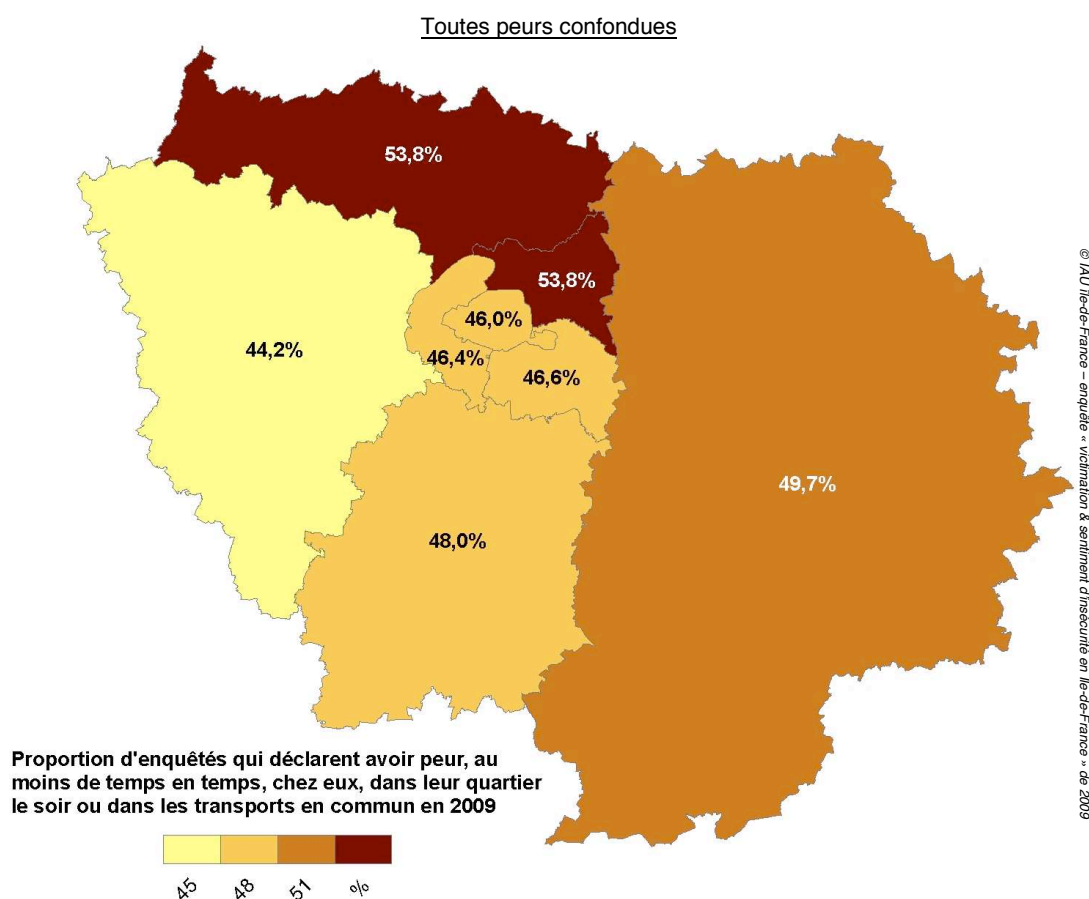 Toutes peurs confondues
53,8%
53,8%
46,0%
44,2%
46,4%
46,6%
49,7%
48,0%
Proportion d'enquêtés qui déclarent avoir peur, au
moins de temps en temps, chez eux, dans leur quartier
le soir ou dans les transports en commun en 2009
45
48
51
%
© IAU île-de-France – enquête « victimation & sentiment d'insécurité en Ile-de-France » de 2009